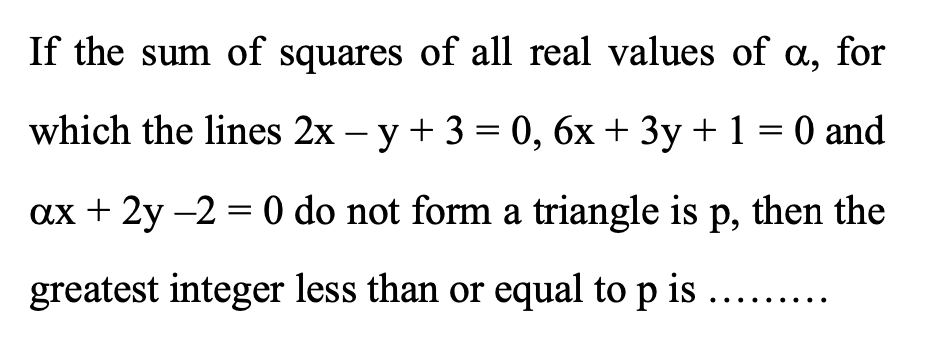 If the sum of squares of all real values of α, for
which the lines 2x – y + 3 = 0, 6x + 3y + 1 = 0 and
αx + 2y –2 = 0 do not form a triangle is p, then the
greatest integer less than or equal to p is .........